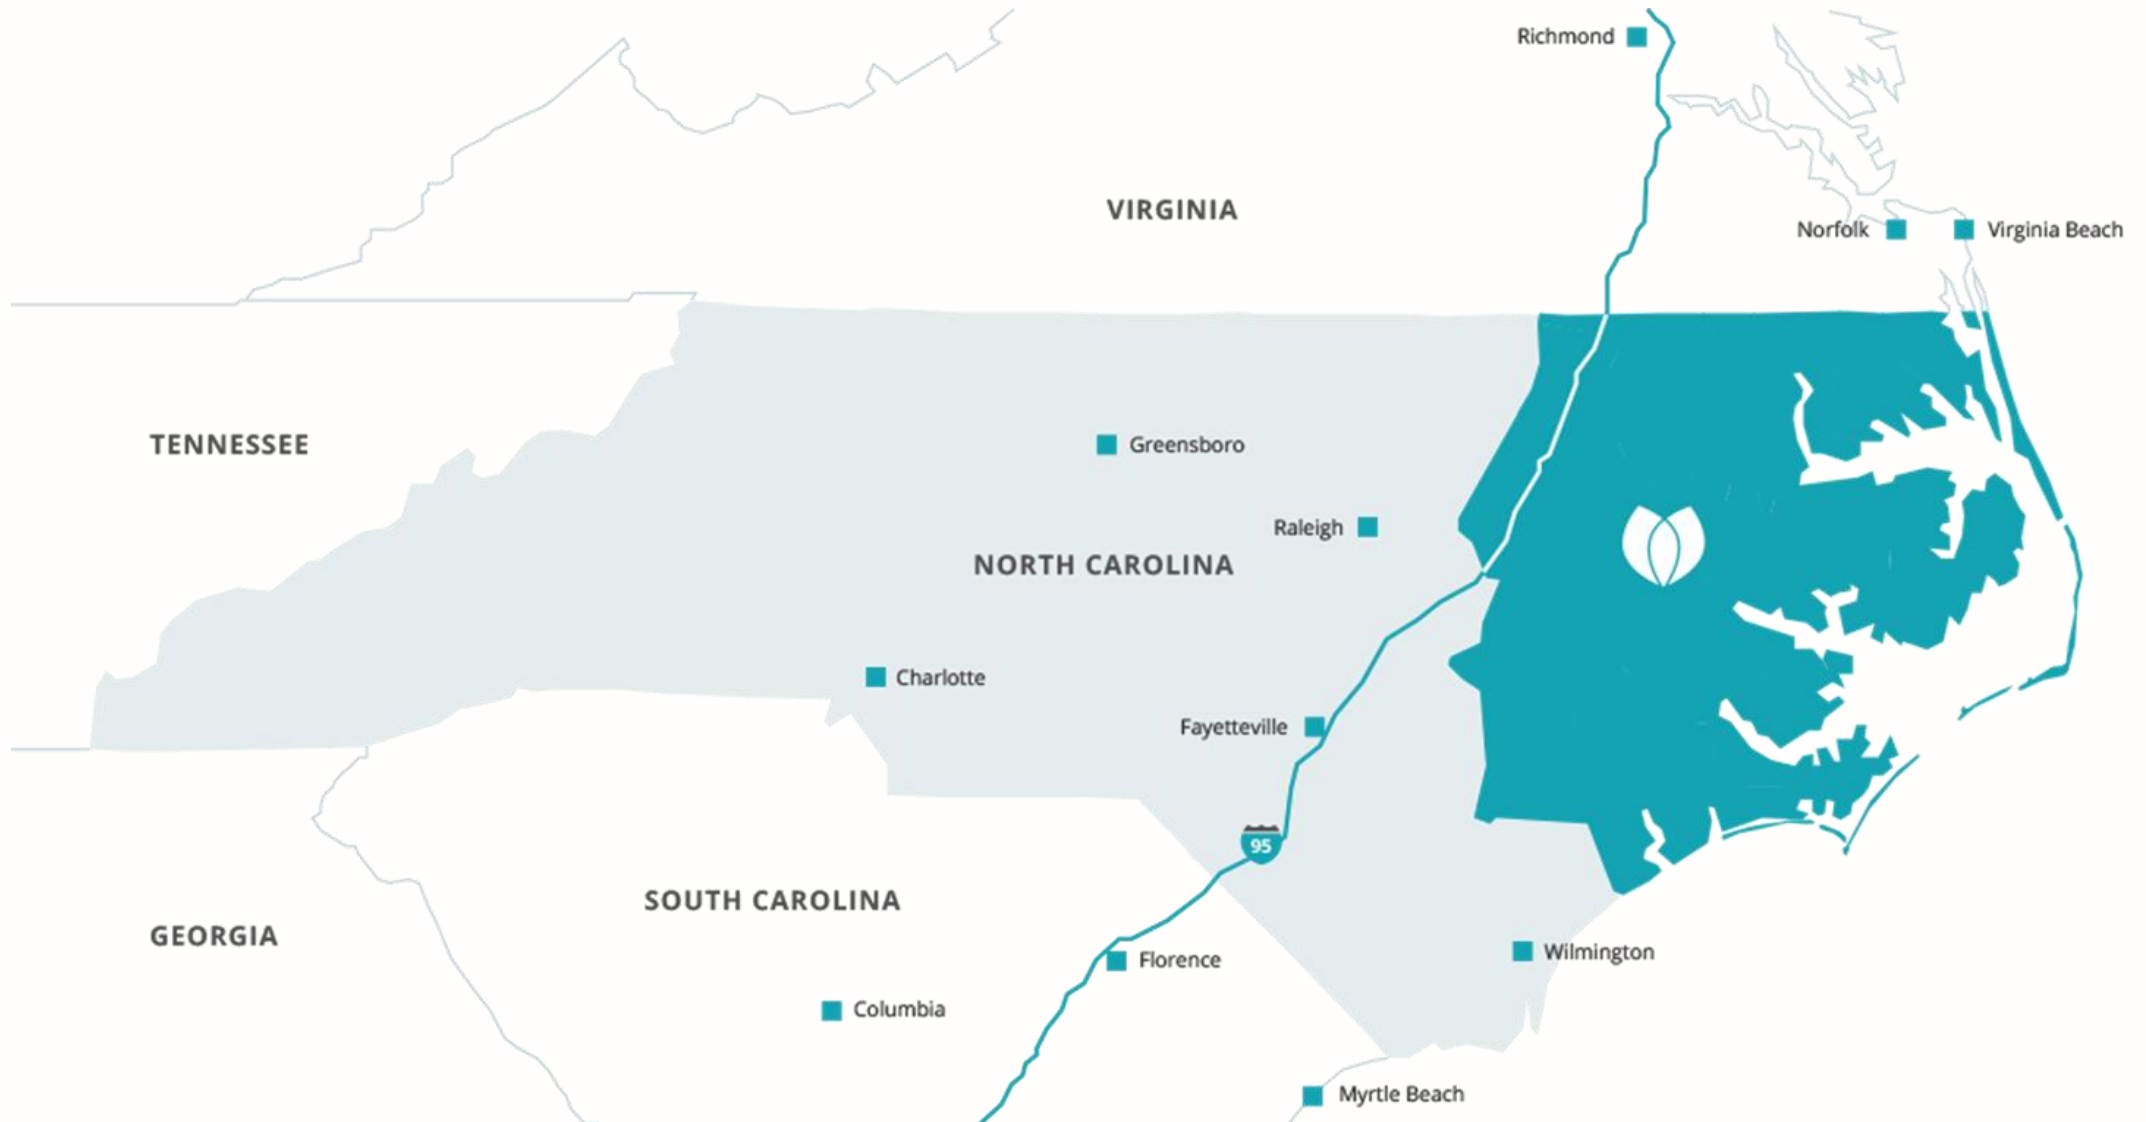 Richmond
VIRGINIA
Norfolk
Virginia Beach
TENNESSEE
Greensboro
Raleigh
NORTH CAROLINA
Charlotte
Fayetteville
95
SOUTH CAROLINA
GEORGIA
Wilmington
Florence
Columbia
Myrtle Beach